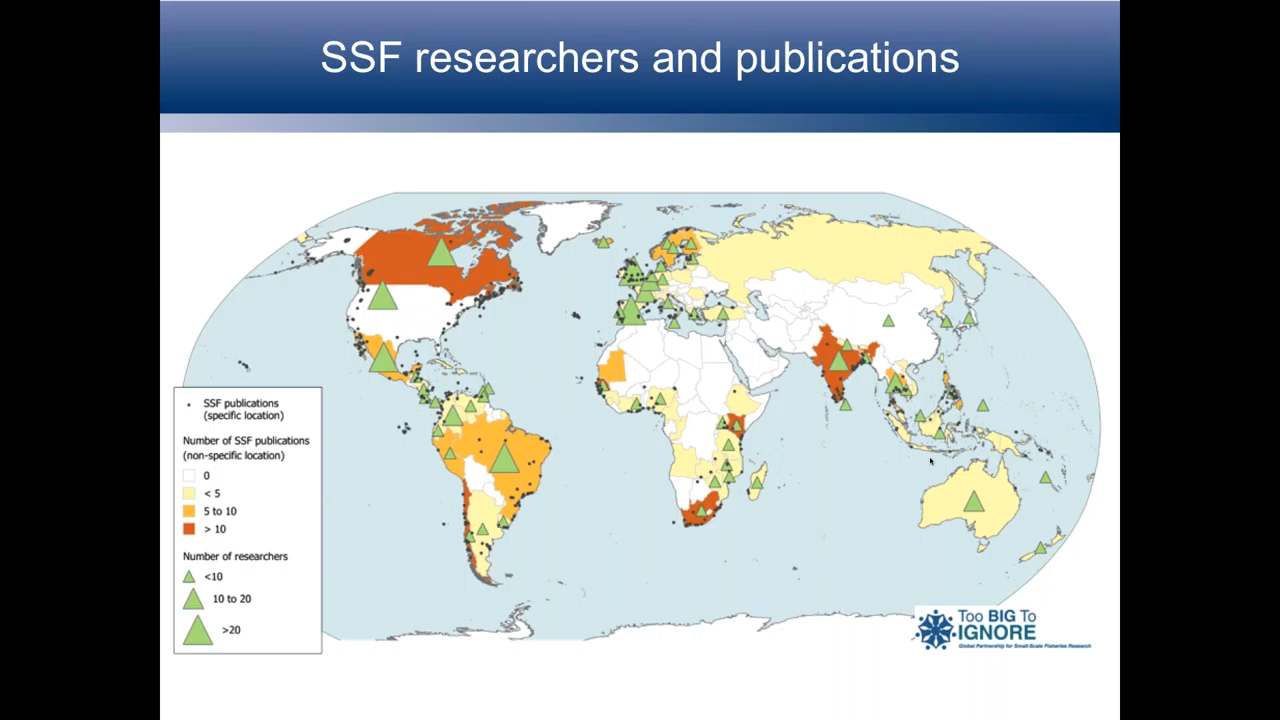 SSF researchers and publications
SSF publications
(specific location)
Number of SSF publications
(non-specific location)
0
< 5
5 to 10
> 10
Number of researchers
<10
10 to 20
>20
Too BIG To
IGNORE
Global Partnership for Small-Scale Fisheries Research